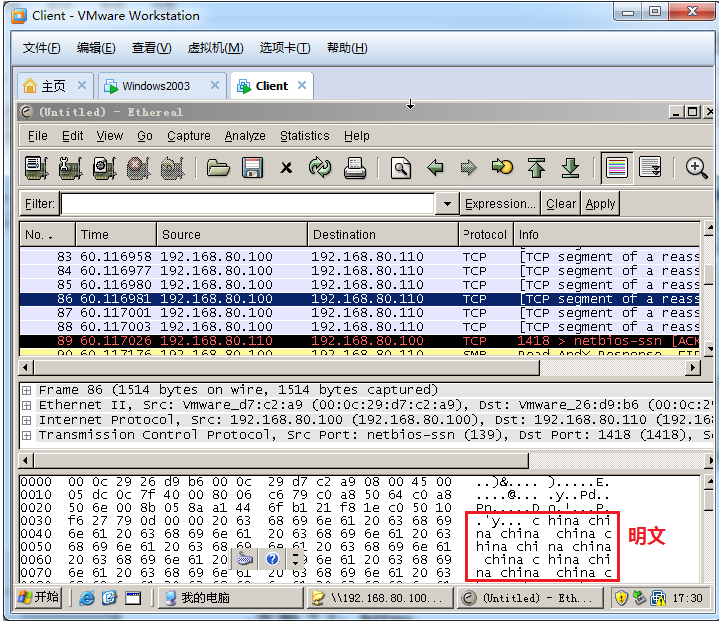 Client - VMware Workstation
文件(F) 编辑(E) 查看(V) 虚拟机(M) 选项卡(T) 帮助(H)
主页 Windows2003 Client
(Untitled) - Ethereal
File Edit View Go Capture Analyze Statistics Help
Filter: Expression... Clear Apply
No. Time Source Destination Protocol Info
83 60.116958 192.168.80.100 192.168.80.110 TCP [TCP segment of a reass
84 60.116977 192.168.80.100 192.168.80.110 TCP [TCP segment of a reass
85 60.116980 192.168.80.100 192.168.80.110 TCP [TCP segment of a reass
86 60.116981 192.168.80.100 192.168.80.110 TCP [TCP segment of a reass
87 60.117001 192.168.80.100 192.168.80.110 TCP [TCP segment of a reass
88 60.117003 192.168.80.100 192.168.80.110 TCP [TCP segment of a reass
89 60.117026 192.168.80.110 192.168.80.100 TCP 1418 > netbios-ssn [ACK
90 60.117176 192.168.80.100 192.168.80.110 SMB Read AndX Response, FID
Frame 86 (1514 bytes on wire, 1514 bytes captured)
Ethernet II, Src: Vmware_d7:c2:a9 (00:0c:29:d7:c2:a9), Dst: Vmware_26:d9:b6 (00:0c:29
Internet Protocol, Src: 192.168.80.100 (192.168.80.100), Dst: 192.168.80.110 (192.168
Transmission Control Protocol, Src Port: netbios-ssn (139), Dst Port: 1418 (1418), S
0000 00 0c 29 26 d9 b6 00 0c 29 d7 c2 a9 08 00 45 00 ..)&.... ).....E.
0010 05 dc 0c 7f 40 00 80 06 c6 79 c0 a8 50 64 c0 a8 ....@... .y..Pd..
0020 50 6e 00 8b 05 8a a1 44 6f b1 21 f8 1e c0 50 10 Pn.....D o.!...P.
0030 f6 27 79 0d 00 00 20 63 68 69 6e 61 20 63 68 69 .'y... c hina chi
0040 6e 61 20 63 68 69 6e 61 20 63 68 69 6e 61 20 63 na china china c
0050 68 69 6e 61 20 63 68 69 6e 61 20 63 68 69 6e 61 hina chi na china
0060 20 63 68 69 6e 61 20 63 68 69 6e 61 20 63 68 69 china c hina chi
0070 6e 61 20 63 68 69 6e 61 20 63 68 69 6e 61 20 63 na china china c
明文
开始 我的电脑 \\192.168.80.100... (Untitled) - Eth... 17:30